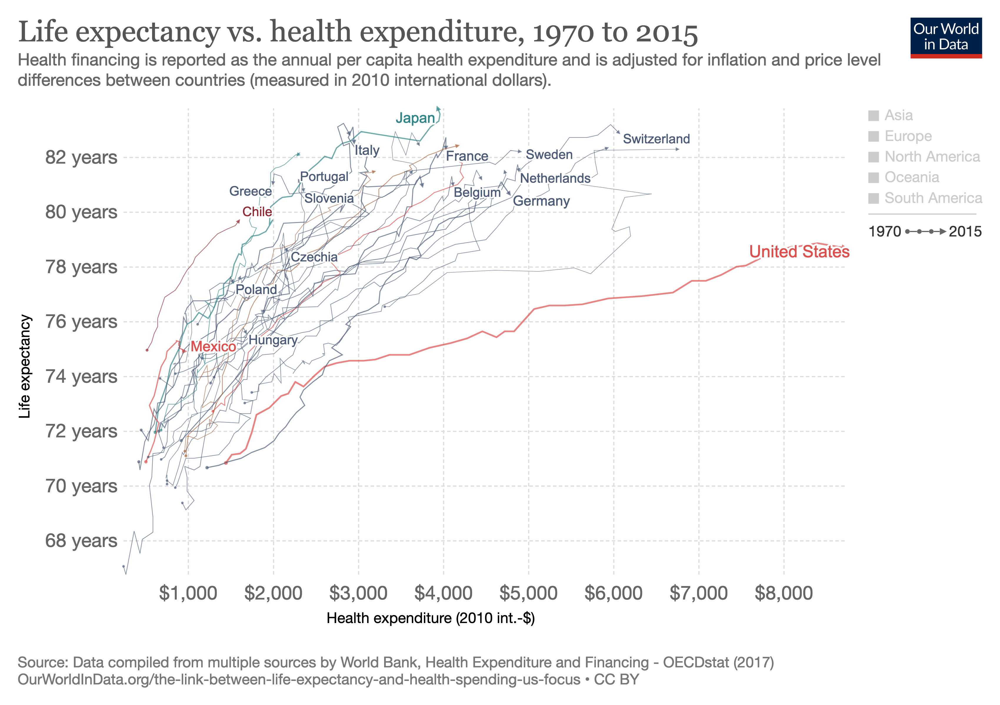 Life expectancy vs. health expenditure, 1970 to 2015
Our World
in Data
Health financing is reported as the annual per capita health expenditure and is adjusted for inflation and price level
differences between countries (measured in 2010 international dollars).
Asia
Europe
North America
Oceania
South America
1970
2015
Japan
Switzerland
Italy
France
Sweden
Portugal
Netherlands
Greece
Slovenia
Belgium
Germany
Chile
United States
Czechia
Poland
Hungary
Mexico
82 years
80 years
78 years
76 years
74 years
72 years
70 years
68 years
Life expectancy
$1,000
$2,000
$3,000
$4,000
$5,000
$6,000
$7,000
$8,000
Health expenditure (2010 int.-$)
Source: Data compiled from multiple sources by World Bank, Health Expenditure and Financing - OECDstat (2017)
OurWorldInData.org/the-link-between-life-expectancy-and-health-spending-us-focus • CC BY